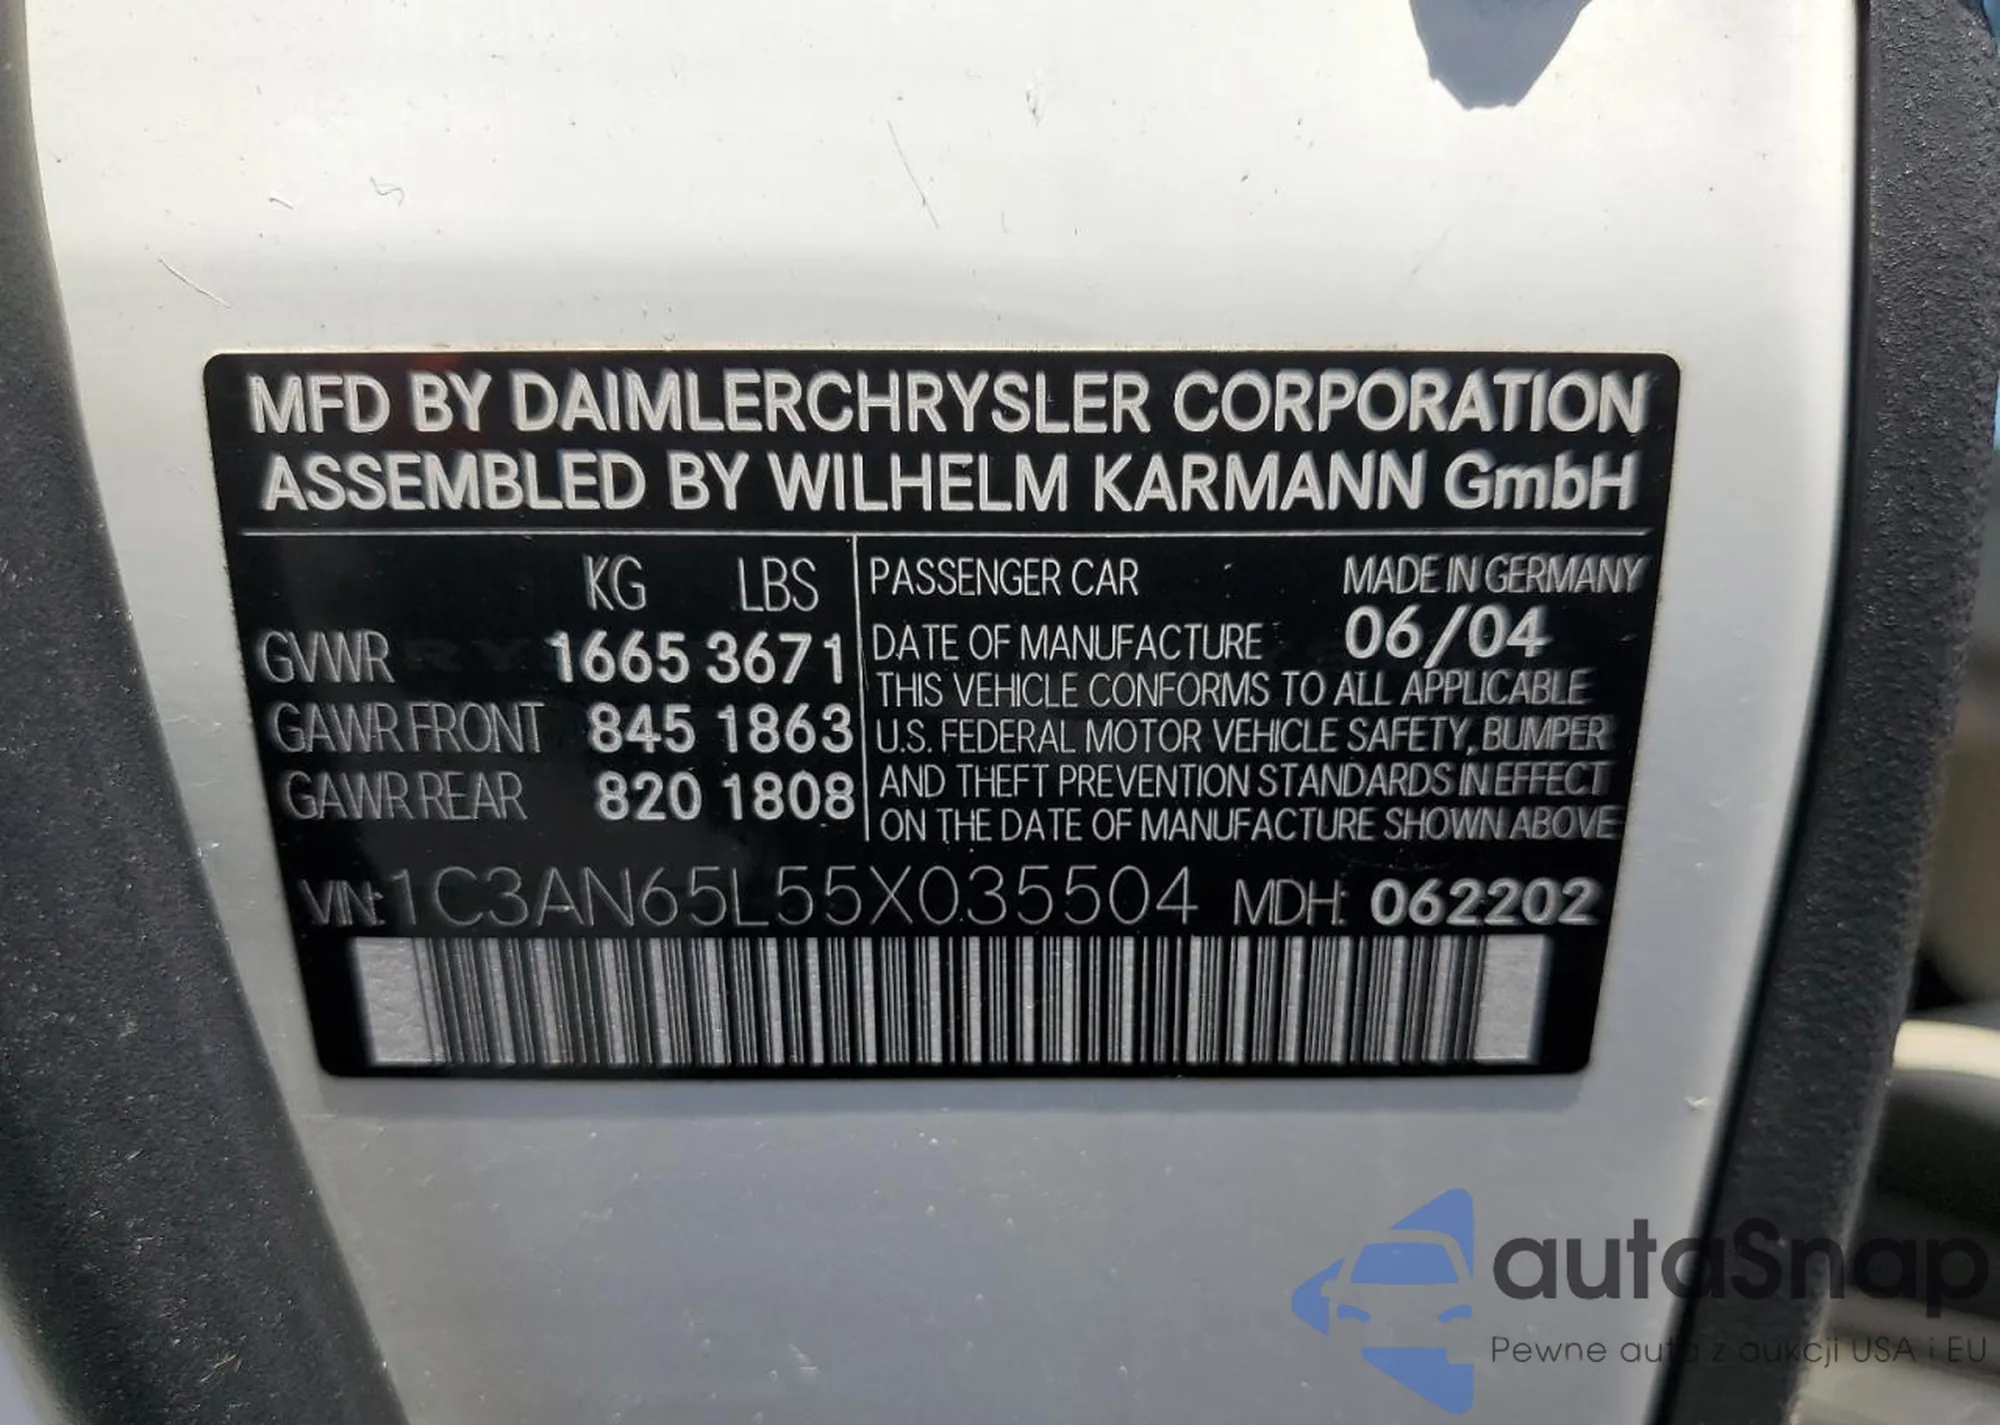 MFD BY DAIMLERCHRYSLER CORPORATION
ASSEMBLED BY WILHELM KARMANN GmbH
KG LBS
GVWR 1665 3671
GAWR FRONT 845 1863
GAWR REAR 820 1808
PASSENGER CAR MADE IN GERMANY
DATE OF MANUFACTURE 06/04
THIS VEHICLE CONFORMS TO ALL APPLICABLE
U.S. FEDERAL MOTOR VEHICLE SAFETY, BUMPER
AND THEFT PREVENTION STANDARDS IN EFFECT
ON THE DATE OF MANUFACTURE SHOWN ABOVE
VIN: 1C3AN65L55X035504 MDH: 062202
autaSnap
Pewne auta z aukcji USA i EU